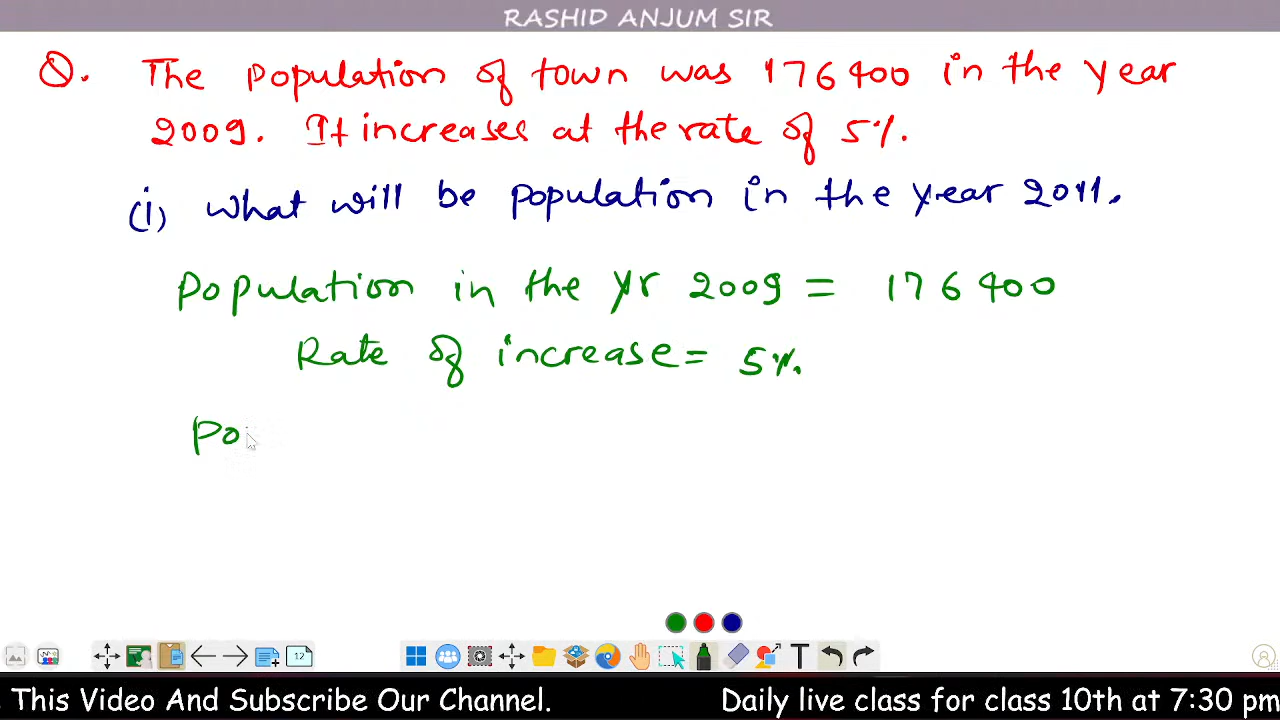 RASHID ANJUM SIR
Q. The population of town was 176400 in the year
2009. It increases at the rate of 5%.
(i) What will be population in the year 2011.
Population in the yr 2009 = 176400
Rate of increase = 5%.
Po
12
. This Video And Subscribe Our Channel. Daily live class for class 10th at 7:30 pm